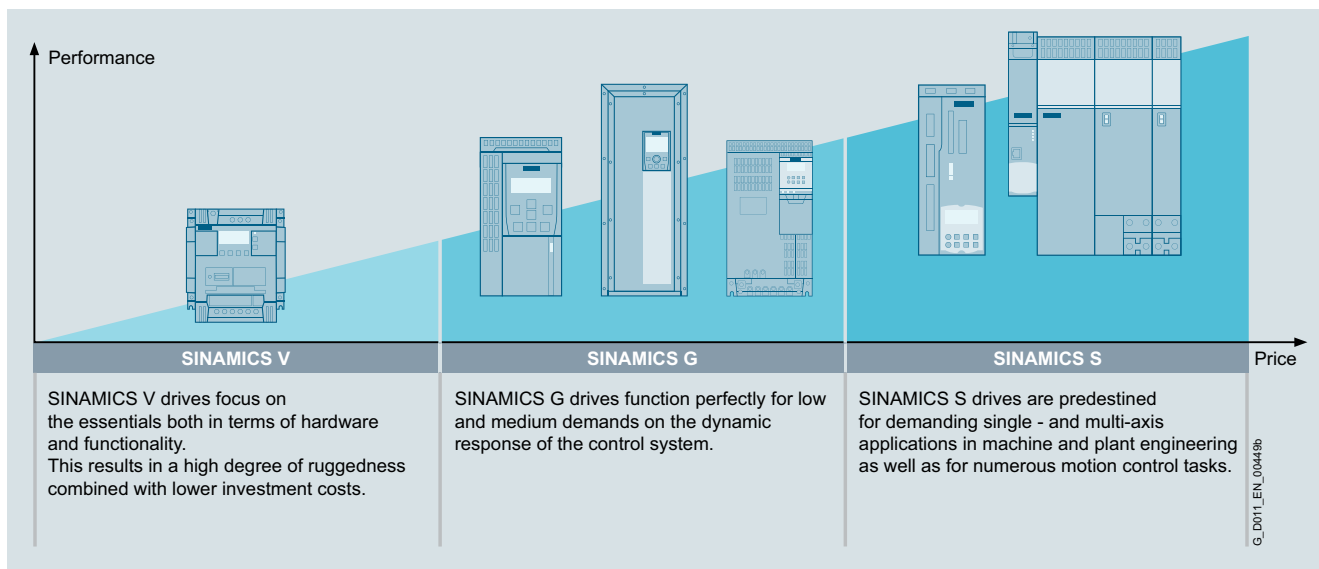 Performance
SINAMICS V
SINAMICS G
SINAMICS S
Price
SINAMICS V drives focus on
the essentials both in terms of hardware
and functionality.
This results in a high degree of ruggedness
combined with lower investment costs.
SINAMICS G drives function perfectly for low
and medium demands on the dynamic
response of the control system.
SINAMICS S drives are predestined
for demanding single - and multi-axis
applications in machine and plant engineering
as well as for numerous motion control tasks.
G_D011_EN_00449b